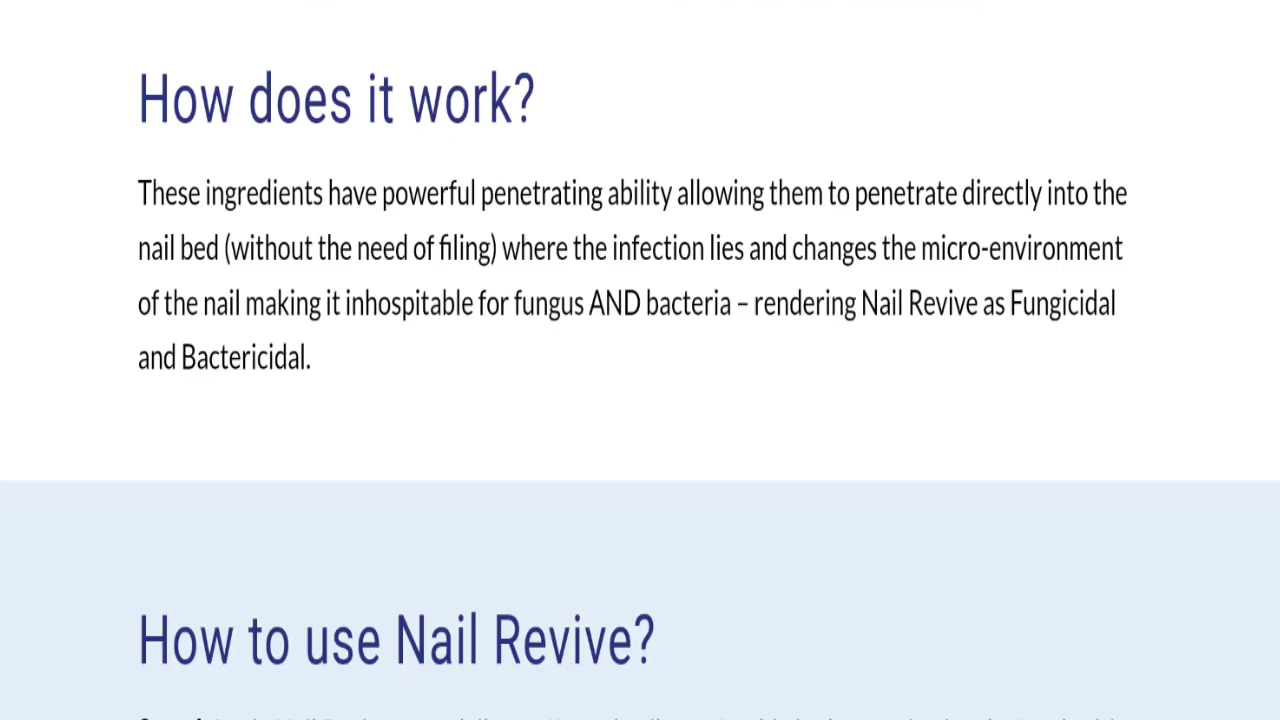 How does it work?
These ingredients have powerful penetrating ability allowing them to penetrate directly into the
nail bed (without the need of filing) where the infection lies and changes the micro-environment
of the nail making it inhospitable for fungus AND bacteria – rendering Nail Revive as Fungicidal
and Bactericidal.
How to use Nail Revive?